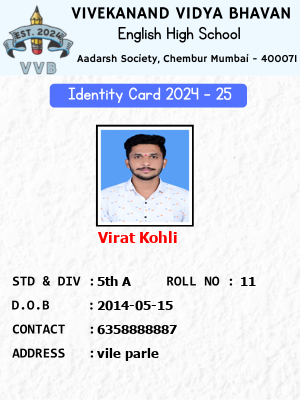 VIVEKANAND VIDYA BHAVAN
English High School
Aadarsh Society, Chembur Mumbai - 400071
EST. 2024
VVB
Identity Card 2024 - 25
Virat Kohli
STD & DIV : 5th A ROLL NO : 11
D.O.B : 2014-05-15
CONTACT : 6358888887
ADDRESS : vile parle